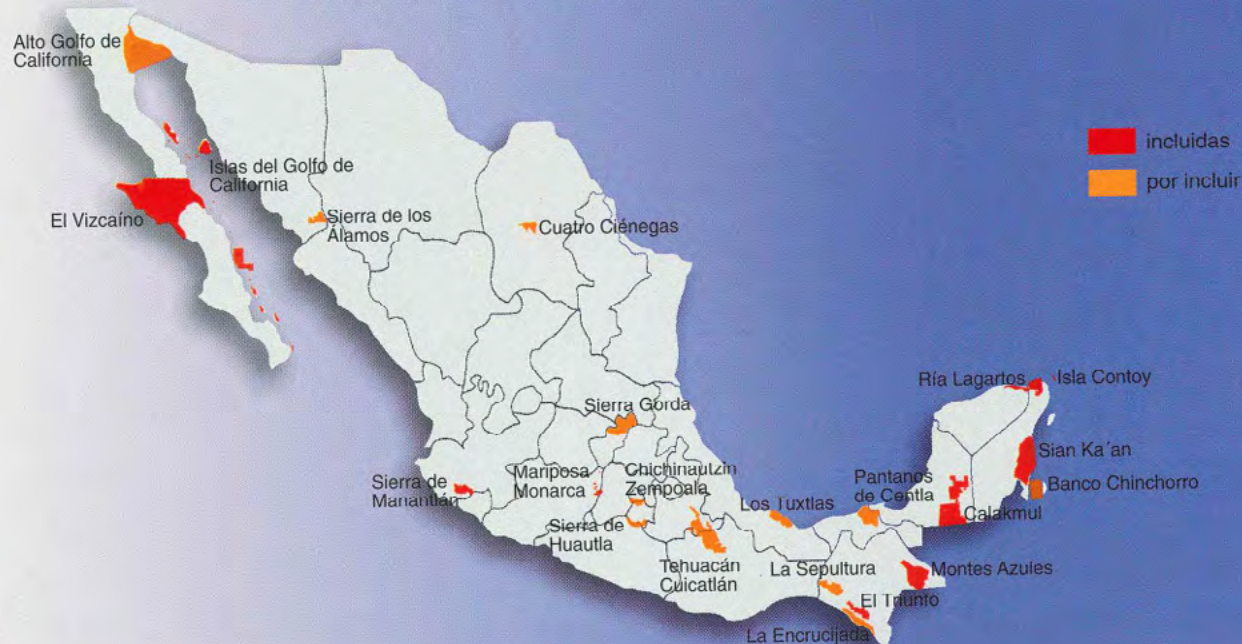 Alto Golfo de
California
incluidas
por incluir
Islas del Golfo de
California
El Vizcaíno
Sierra de los
Álamos
Cuatro Ciénegas
Ría Lagartos
Isla Contoy
Sierra Gorda
Sian Ka´an
Sierra de
Manantlán
Mariposa
Monarca
Chichinautzin
Zempoala
Los Tuxtlas
Pantanos
de Centla
Banco Chinchorro
Calakmul
Sierra de
Huautla
Tehuacán
Cuicatlán
La Sepultura
Montes Azules
El Triunfo
La Encrucijada